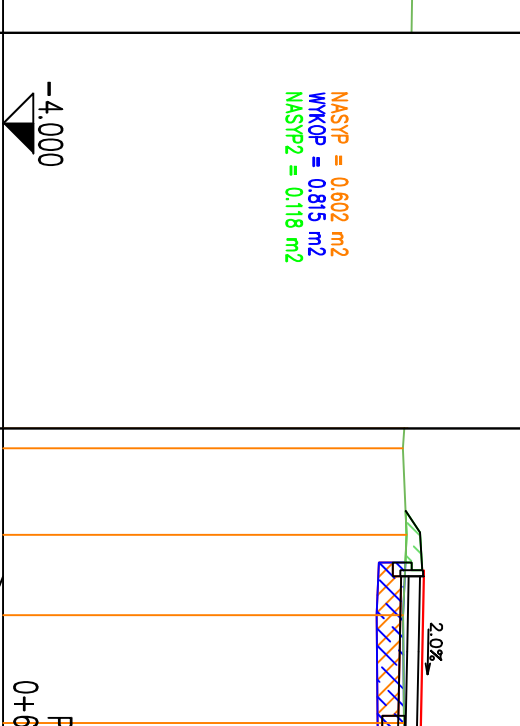 NASYP = 0.602 m2
WYKOP = 0.815 m2
NASYP2 = 0.118 m2
-4.000
2.0%
0+6